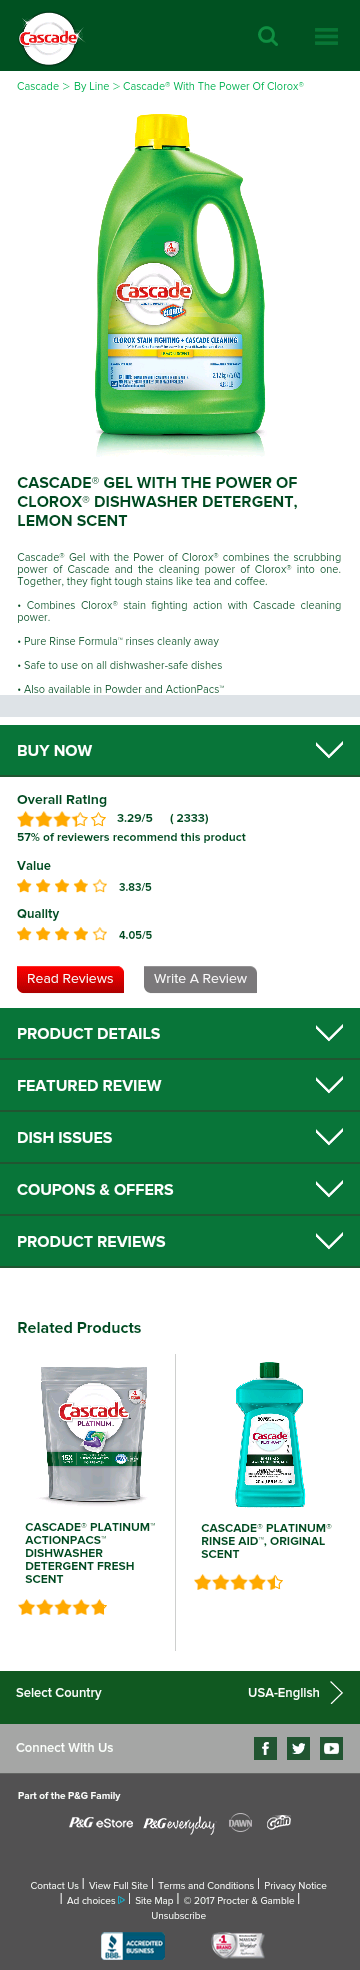 Cascade
Cascade > By Line > Cascade® With The Power Of Clorox®
Cascade
CLOROX
CLOROX STAIN FIGHTING + CASCADE CLEANING
CASCADE® GEL WITH THE POWER OF
CLOROX® DISHWASHER DETERGENT,
LEMON SCENT
Cascade® Gel with the Power of Clorox® combines the scrubbing
power of Cascade and the cleaning power of Clorox® into one.
Together, they fight tough stains like tea and coffee.
• Combines Clorox® stain fighting action with Cascade cleaning
power.
• Pure Rinse Formula™ rinses cleanly away
• Safe to use on all dishwasher-safe dishes
• Also available in Powder and ActionPacs™
BUY NOW
Overall Rating
3.29/5 ( 2333)
57% of reviewers recommend this product
Value
3.83/5
Quality
4.05/5
Read Reviews Write A Review
PRODUCT DETAILS
FEATURED REVIEW
DISH ISSUES
COUPONS & OFFERS
PRODUCT REVIEWS
Related Products
Cascade
PLATINUM
Cascade
PLATINUM
CASCADE® PLATINUM™
ACTIONPACS™
DISHWASHER
DETERGENT FRESH
SCENT
CASCADE® PLATINUM®
RINSE AID™, ORIGINAL
SCENT
Select Country USA-English
Connect With Us
Part of the P&G Family
P&G eStore P&G everyday DAWN Gain
Contact Us | View Full Site | Terms and Conditions | Privacy Notice
| Ad choices | Site Map | © 2017 Procter & Gamble |
Unsubscribe
BBB ACCREDITED
BUSINESS